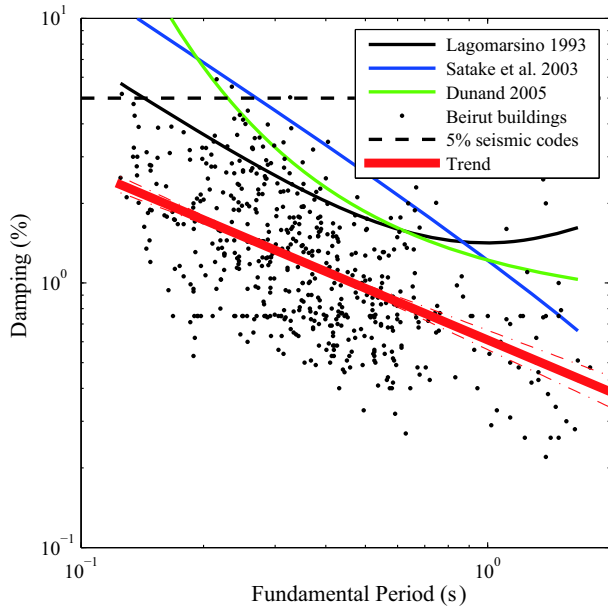 10^1
Lagomarsino 1993
Satake et al. 2003
Dunand 2005
Beirut buildings
5% seismic codes
Trend
Damping (%)
10^0
10^-1
10^-1
10^0
Fundamental Period (s)